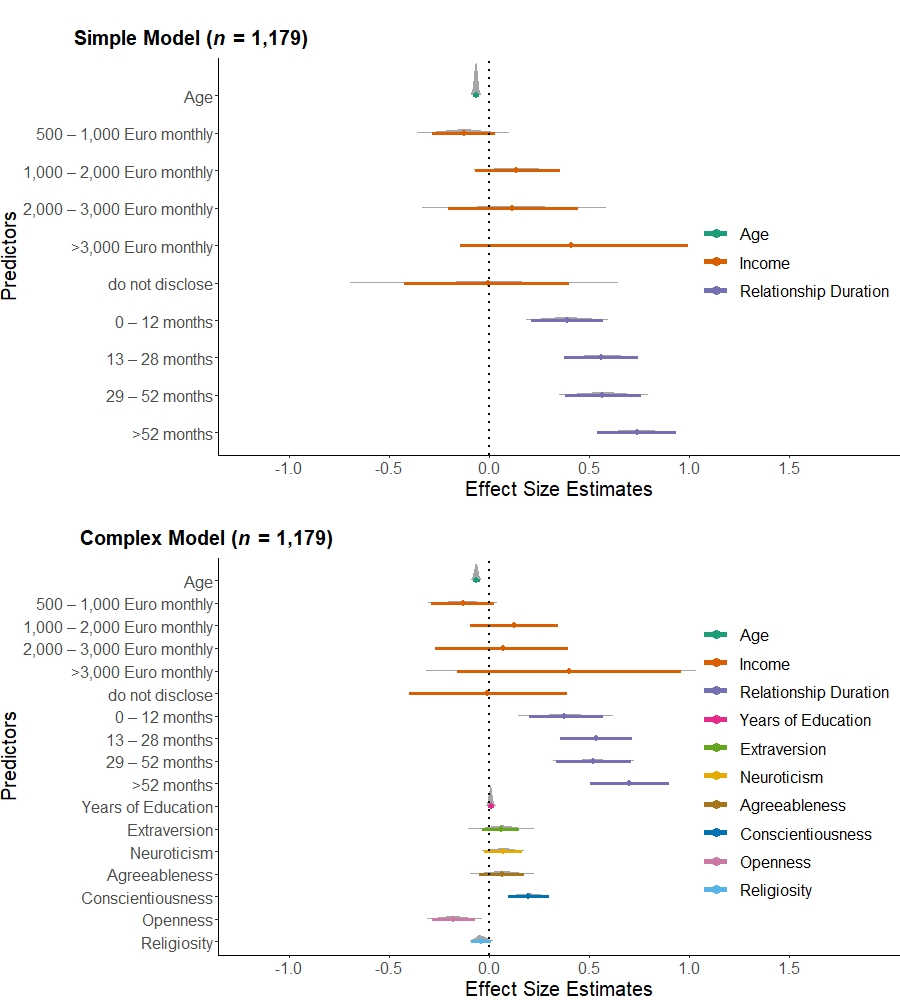 Simple Model (n = 1,179)
Predictors
Age
500 – 1,000 Euro monthly
1,000 – 2,000 Euro monthly
2,000 – 3,000 Euro monthly
>3,000 Euro monthly
do not disclose
0 – 12 months
13 – 28 months
29 – 52 months
>52 months
-1.0 -0.5 0.0 0.5 1.0 1.5
Effect Size Estimates
Age
Income
Relationship Duration
Complex Model (n = 1,179)
Predictors
Age
500 – 1,000 Euro monthly
1,000 – 2,000 Euro monthly
2,000 – 3,000 Euro monthly
>3,000 Euro monthly
do not disclose
0 – 12 months
13 – 28 months
29 – 52 months
>52 months
Years of Education
Extraversion
Neuroticism
Agreeableness
Conscientiousness
Openness
Religiosity
-1.0 -0.5 0.0 0.5 1.0 1.5
Effect Size Estimates
Age
Income
Relationship Duration
Years of Education
Extraversion
Neuroticism
Agreeableness
Conscientiousness
Openness
Religiosity